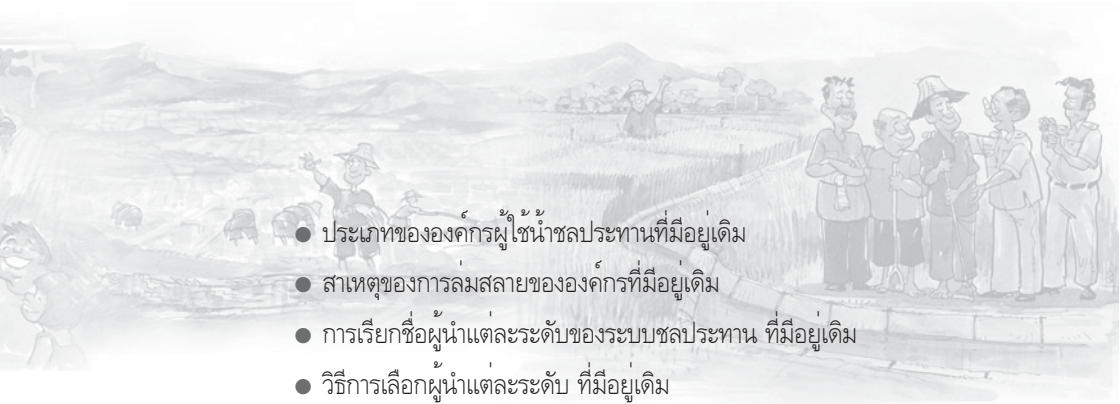 ● ประเภทขององค์กรผู้ใช้น้ำชลประทานที่มีอยู่เดิม
● สาเหตุของการล่มสลายขององค์กรที่มีอยู่เดิม
● การเรียกชื่อผู้นำแต่ละระดับของระบบชลประทาน ที่มีอยู่เดิม
● วิธีการเลือกผู้นำแต่ละระดับ ที่มีอยู่เดิม